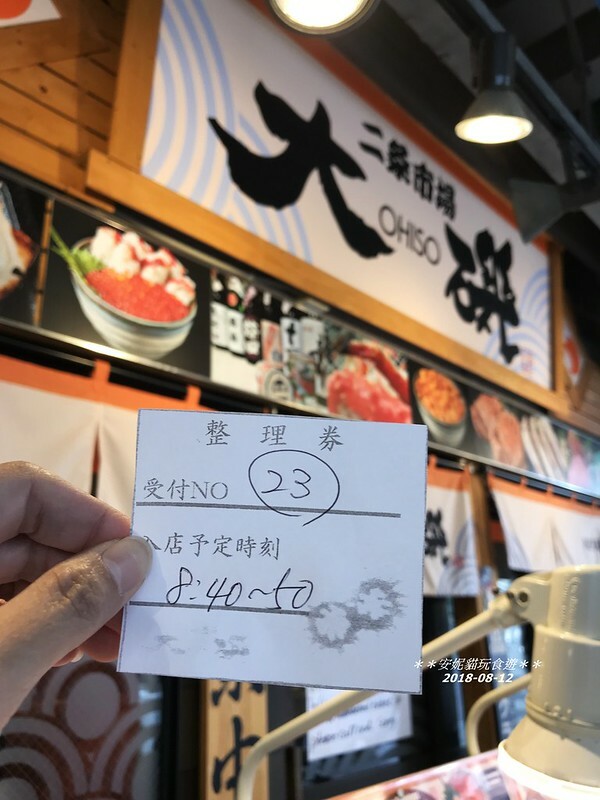 二条市場
大磯
OHISO
整理券
受付NO 23
入店予定時刻
8:40~50
**安妮貓玩食遊**
2018-08-12